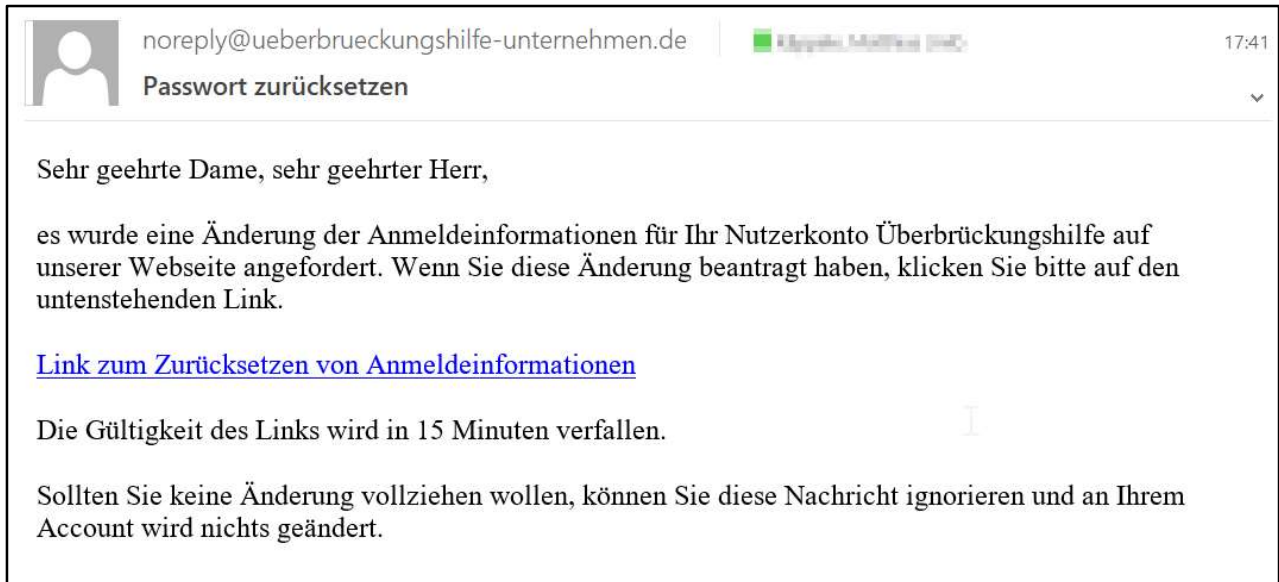 noreply@ueberbrueckungshilfe-unternehmen.de
17:41
Passwort zurücksetzen
Sehr geehrte Dame, sehr geehrter Herr,
es wurde eine Änderung der Anmeldeinformationen für Ihr Nutzerkonto Überbrückungshilfe auf
unserer Webseite angefordert. Wenn Sie diese Änderung beantragt haben, klicken Sie bitte auf den
untenstehenden Link.
Link zum Zurücksetzen von Anmeldeinformationen
Die Gültigkeit des Links wird in 15 Minuten verfallen.
Sollten Sie keine Änderung vollziehen wollen, können Sie diese Nachricht ignorieren und an Ihrem
Account wird nichts geändert.